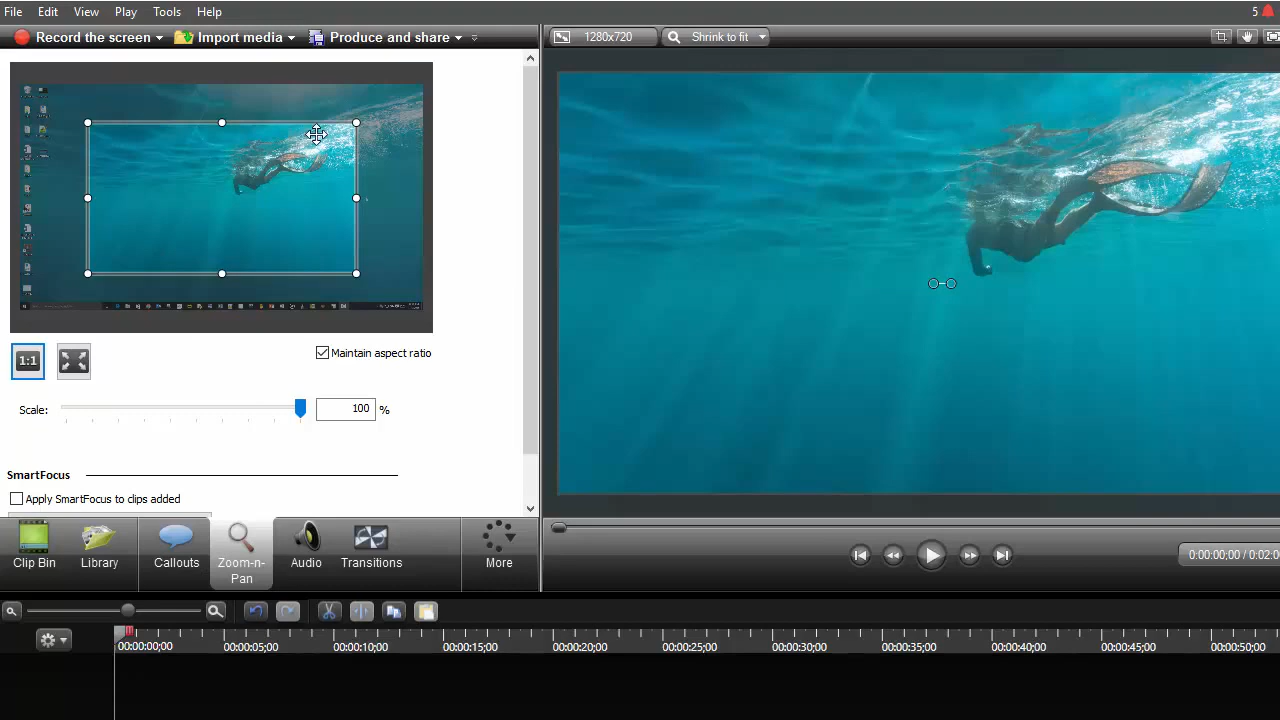 File Edit View Play Tools Help 5
Record the screen Import media Produce and share 1280x720 Shrink to fit
1:1 Maintain aspect ratio
Scale: 100 %
SmartFocus
Apply SmartFocus to clips added
Clip Bin Library Callouts Zoom-n-Pan Audio Transitions More
0:00:00;00 / 0:02:0
00:00:00;00 00:00:05;00 00:00:10;00 00:00:15;00 00:00:20;00 00:00:25;00 00:00:30;00 00:00:35;00 00:00:40;00 00:00:45;00 00:00:50;00